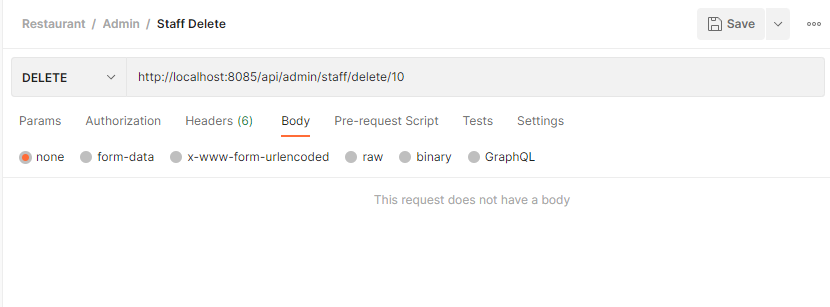 Restaurant / Admin / Staff Delete
Save
DELETE
http://localhost:8085/api/admin/staff/delete/10
Params Authorization Headers (6) Body Pre-request Script Tests Settings
none form-data x-www-form-urlencoded raw binary GraphQL
This request does not have a body